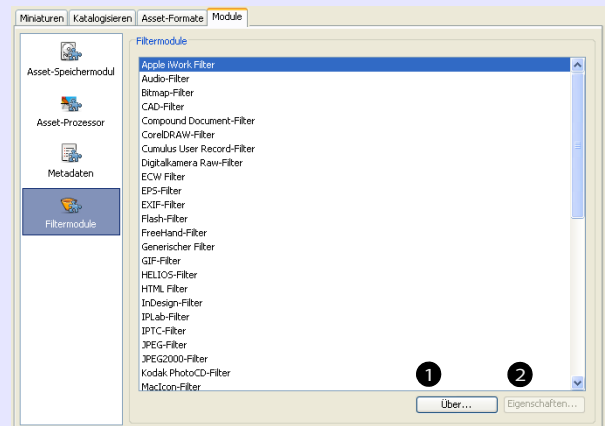 Miniaturen Katalogisieren Asset-Formate Module
Asset-Speichermodul
Asset-Prozessor
Metadaten
Filtermodule
Filtermodule
Apple iWork Filter
Audio-Filter
Bitmap-Filter
CAD-Filter
Compound Document-Filter
CorelDRAW-Filter
Cumulus User Record-Filter
Digitalkamera Raw-Filter
ECW Filter
EPS-Filter
EXIF-Filter
Flash-Filter
FreeHand-Filter
Generischer Filter
GIF-Filter
HELIOS-Filter
HTML Filter
InDesign-Filter
IPLab-Filter
IPTC-Filter
JPEG-Filter
JPEG2000-Filter
Kodak PhotoCD-Filter
MacIcon-Filter
1 2
Über... Eigenschaften...